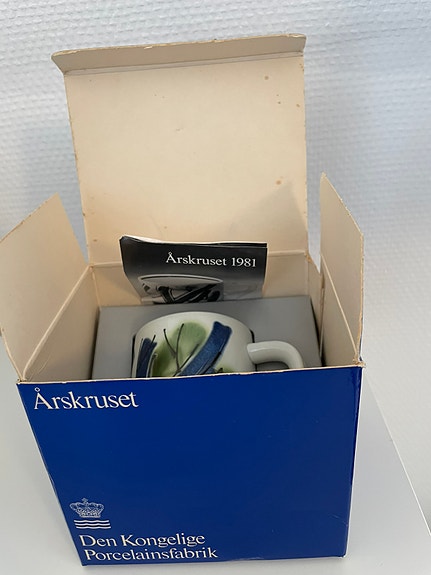 Årskruset 1981
Årskruset
Den Kongelige
Porcelainsfabrik